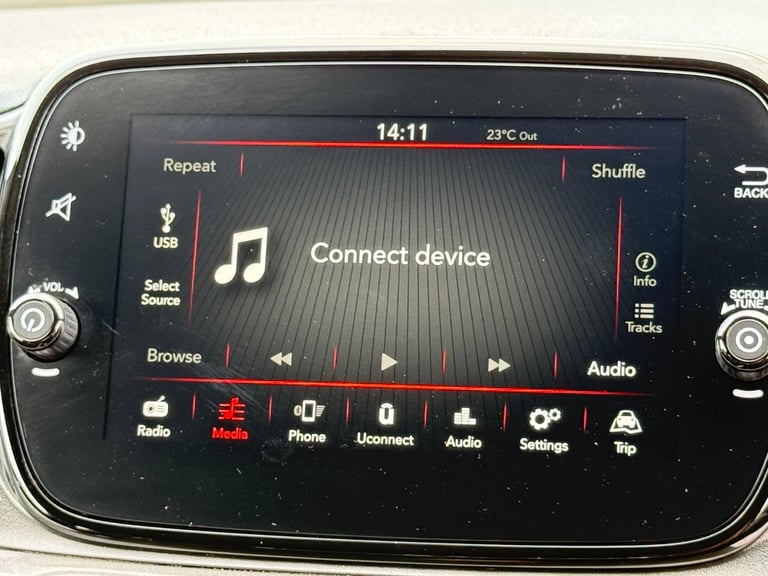 14:11
23°C Out
Repeat
Shuffle
BACK
USB
Connect device
Select
Source
Info
VOL
SCROLL
TUNE
Tracks
Browse
Audio
Radio
Media
Phone
Uconnect
Audio
Settings
Trip